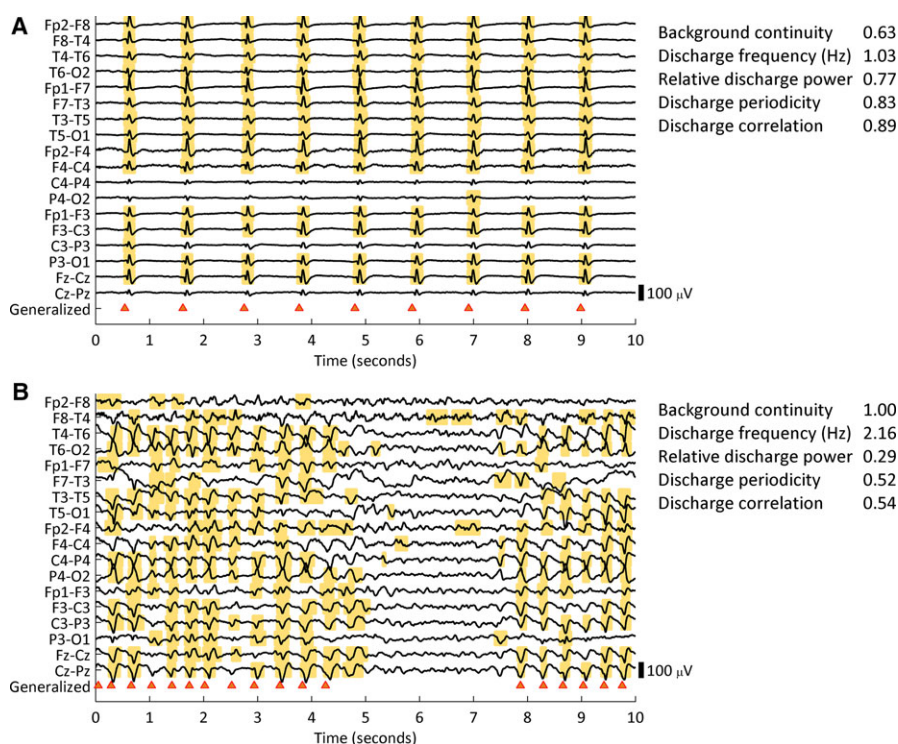 A
Fp2-F8
F8-T4
T4-T6
T6-O2
Fp1-F7
F7-T3
T3-T5
T5-O1
Fp2-F4
F4-C4
C4-P4
P4-O2
Fp1-F3
F3-C3
C3-P3
P3-O1
Fz-Cz
Cz-Pz
Generalized
100 µV
0 1 2 3 4 5 6 7 8 9 10
Time (seconds)
Background continuity 0.63
Discharge frequency (Hz) 1.03
Relative discharge power 0.77
Discharge periodicity 0.83
Discharge correlation 0.89
B
Fp2-F8
F8-T4
T4-T6
T6-O2
Fp1-F7
F7-T3
T3-T5
T5-O1
Fp2-F4
F4-C4
C4-P4
P4-O2
Fp1-F3
F3-C3
C3-P3
P3-O1
Fz-Cz
Cz-Pz
Generalized
100 µV
0 1 2 3 4 5 6 7 8 9 10
Time (seconds)
Background continuity 1.00
Discharge frequency (Hz) 2.16
Relative discharge power 0.29
Discharge periodicity 0.52
Discharge correlation 0.54